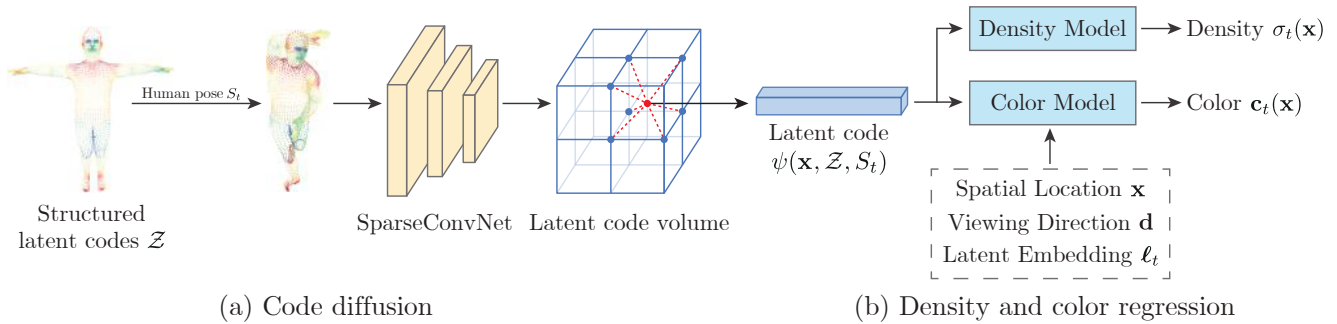 Human pose S_t
Structured
latent codes 𝒵
SparseConvNet
Latent code volume
Latent code
ψ(x, 𝒵, S_t)
Density Model
Density σ_t(x)
Color Model
Color c_t(x)
Spatial Location x
Viewing Direction d
Latent Embedding ℓ_t
(a) Code diffusion
(b) Density and color regression